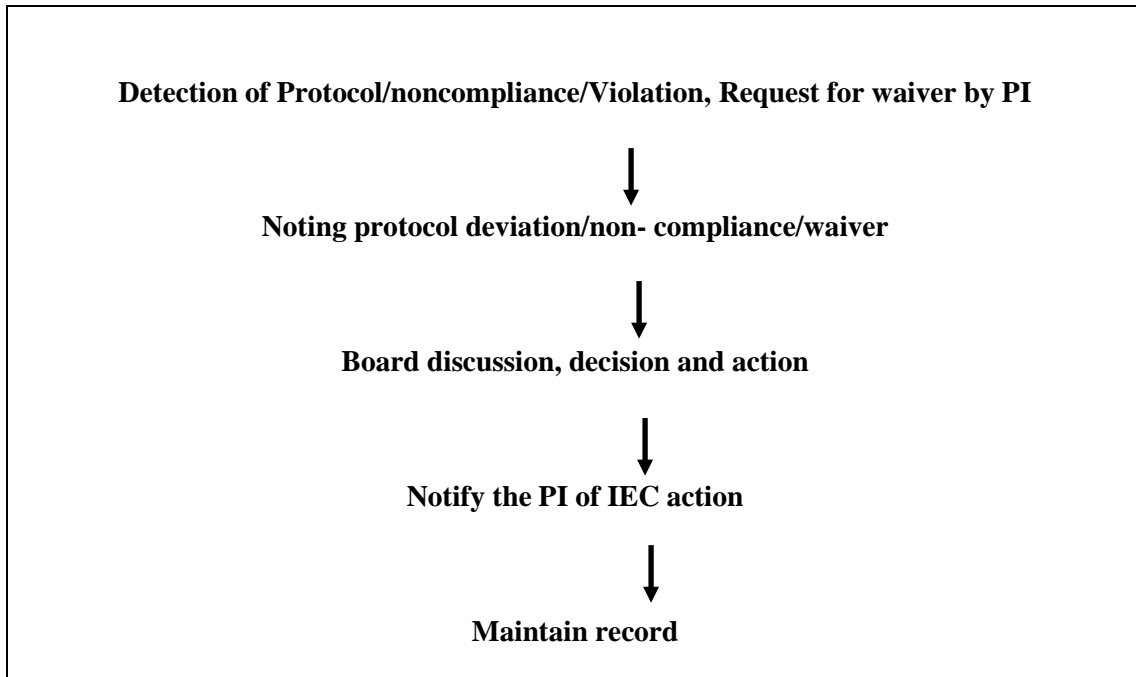 Detection of Protocol/noncompliance/Violation, Request for waiver by PI
Noting protocol deviation/non- compliance/waiver
Board discussion, decision and action
Notify the PI of IEC action
Maintain record